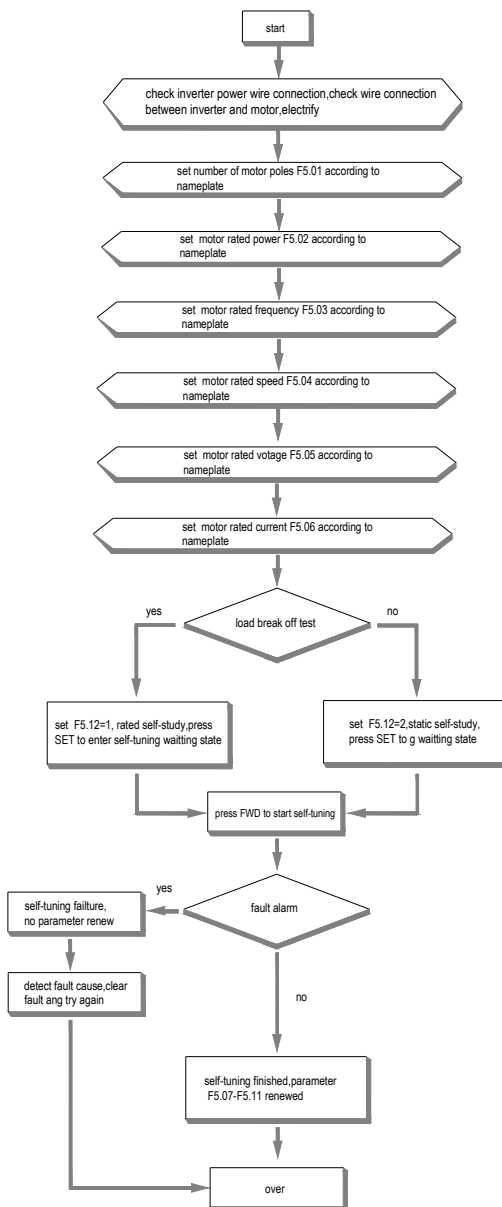 start
check inverter power wire connection,check wire connection
between inverter and motor,electrify
set number of motor poles F5.01 according to
nameplate
set motor rated power F5.02 according to
nameplate
set motor rated frequency F5.03 according to
nameplate
set motor rated speed F5.04 according to
nameplate
set motor rated votage F5.05 according to
nameplate
set motor rated current F5.06 according to
nameplate
load break off test
yes
no
set F5.12=1, rated self-study,press
SET to enter self-tuning waitting state
set F5.12=2,static self-study,
press SET to g waitting state
press FWD to start self-tuning
fault alarm
yes
self-tuning failture,
no parameter renew
detect fault cause,clear
fault ang try again
no
self-tuning finished,parameter
F5.07-F5.11 renewed
over